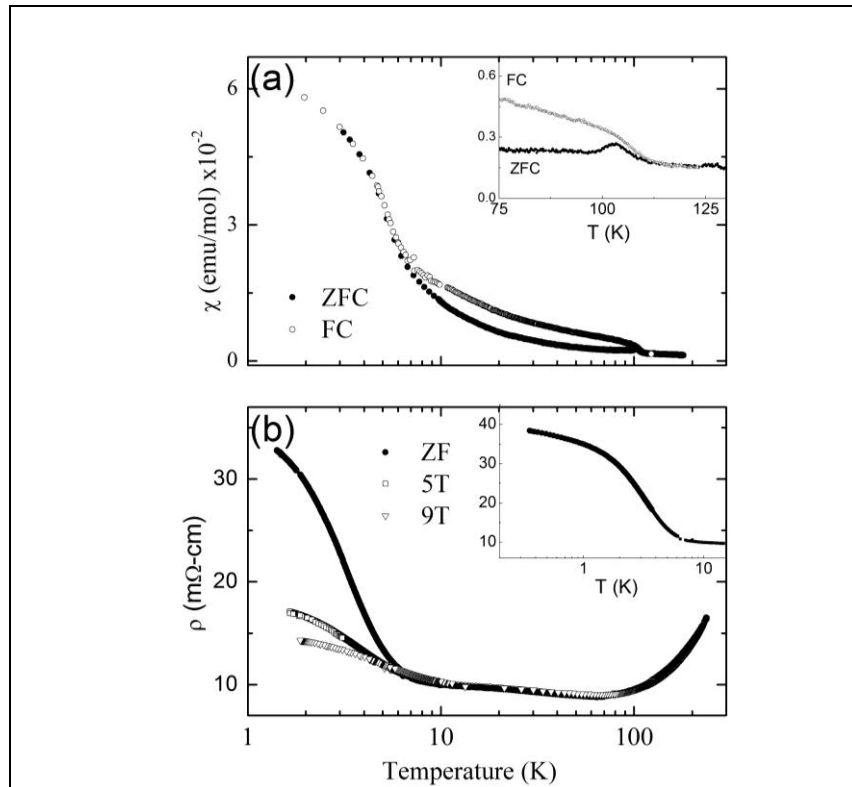 (a)
6
3
0
χ (emu/mol) x10⁻²
ZFC
FC
0.6
0.3
0.0
FC
ZFC
75
100
125
T (K)
(b)
30
20
10
ρ (mΩ-cm)
ZF
5T
9T
40
30
20
10
1
10
T (K)
1
10
100
Temperature (K)